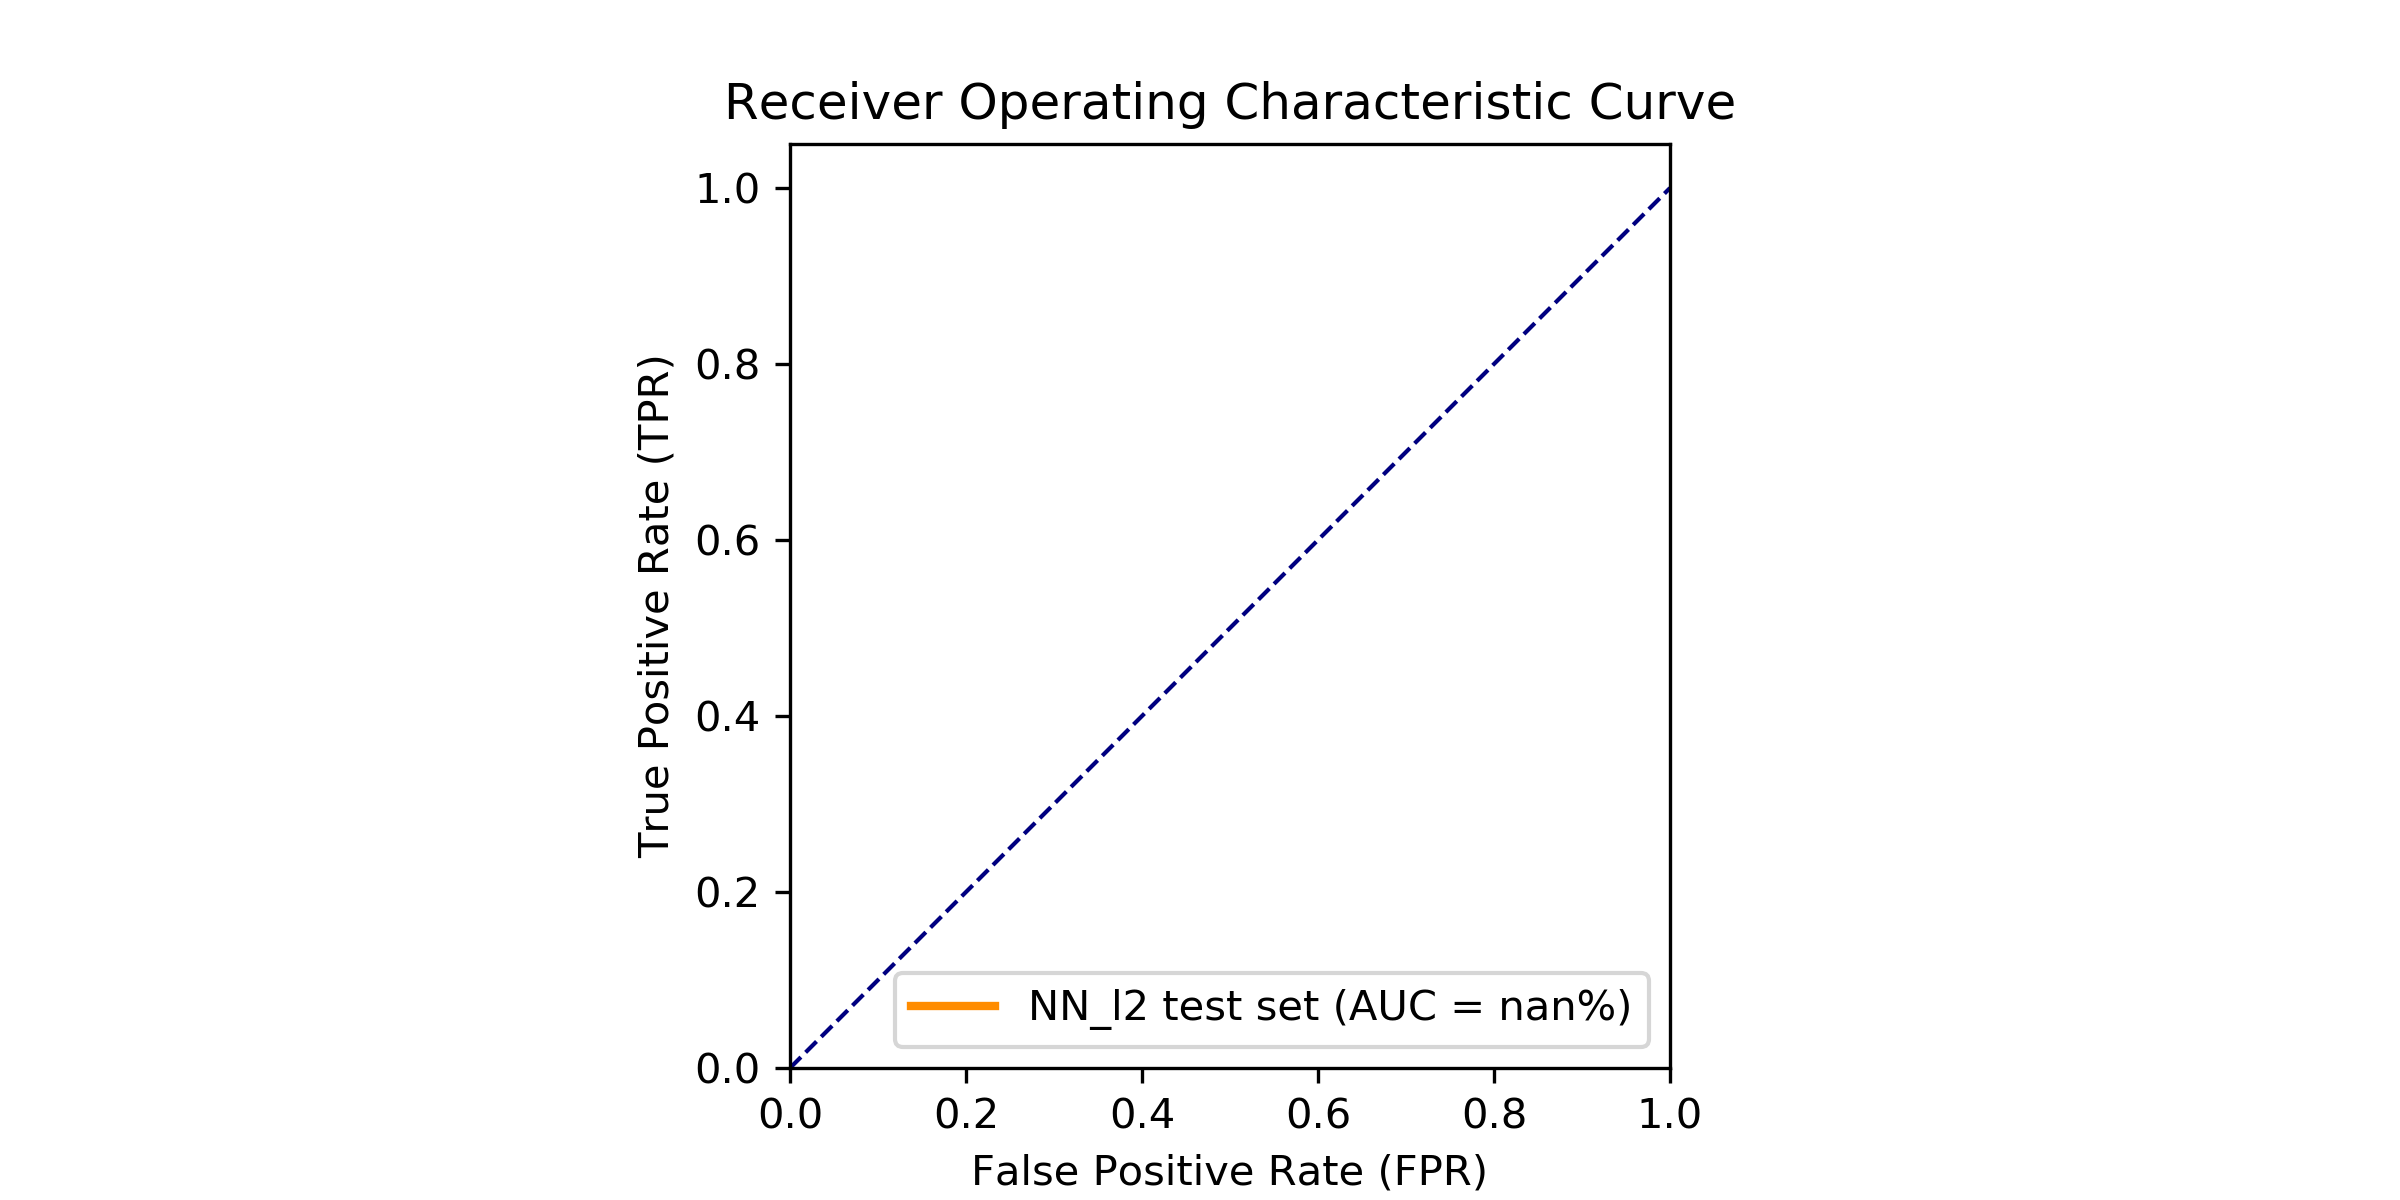 Receiver Operating Characteristic Curve
True Positive Rate (TPR)
1.0
0.8
0.6
0.4
0.2
0.0
NN_l2 test set (AUC = nan%)
0.0 0.2 0.4 0.6 0.8 1.0
False Positive Rate (FPR)